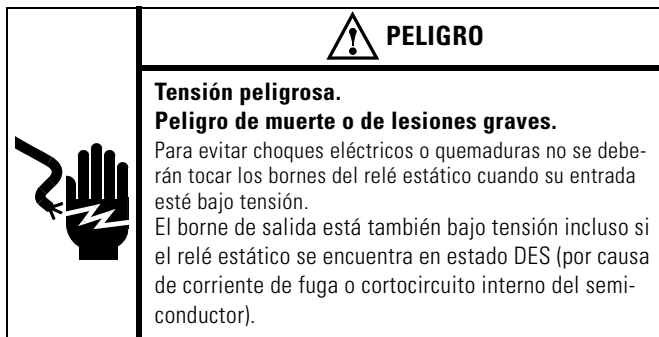 PELIGRO
Tensión peligrosa.
Peligro de muerte o de lesiones graves.
Para evitar choques eléctricos o quemaduras no se debe-
rán tocar los bornes del relé estático cuando su entrada
esté bajo tensión.
El borne de salida está también bajo tensión incluso si
el relé estático se encuentra en estado DES (por causa
de corriente de fuga o cortocircuito interno del semi-
conductor).